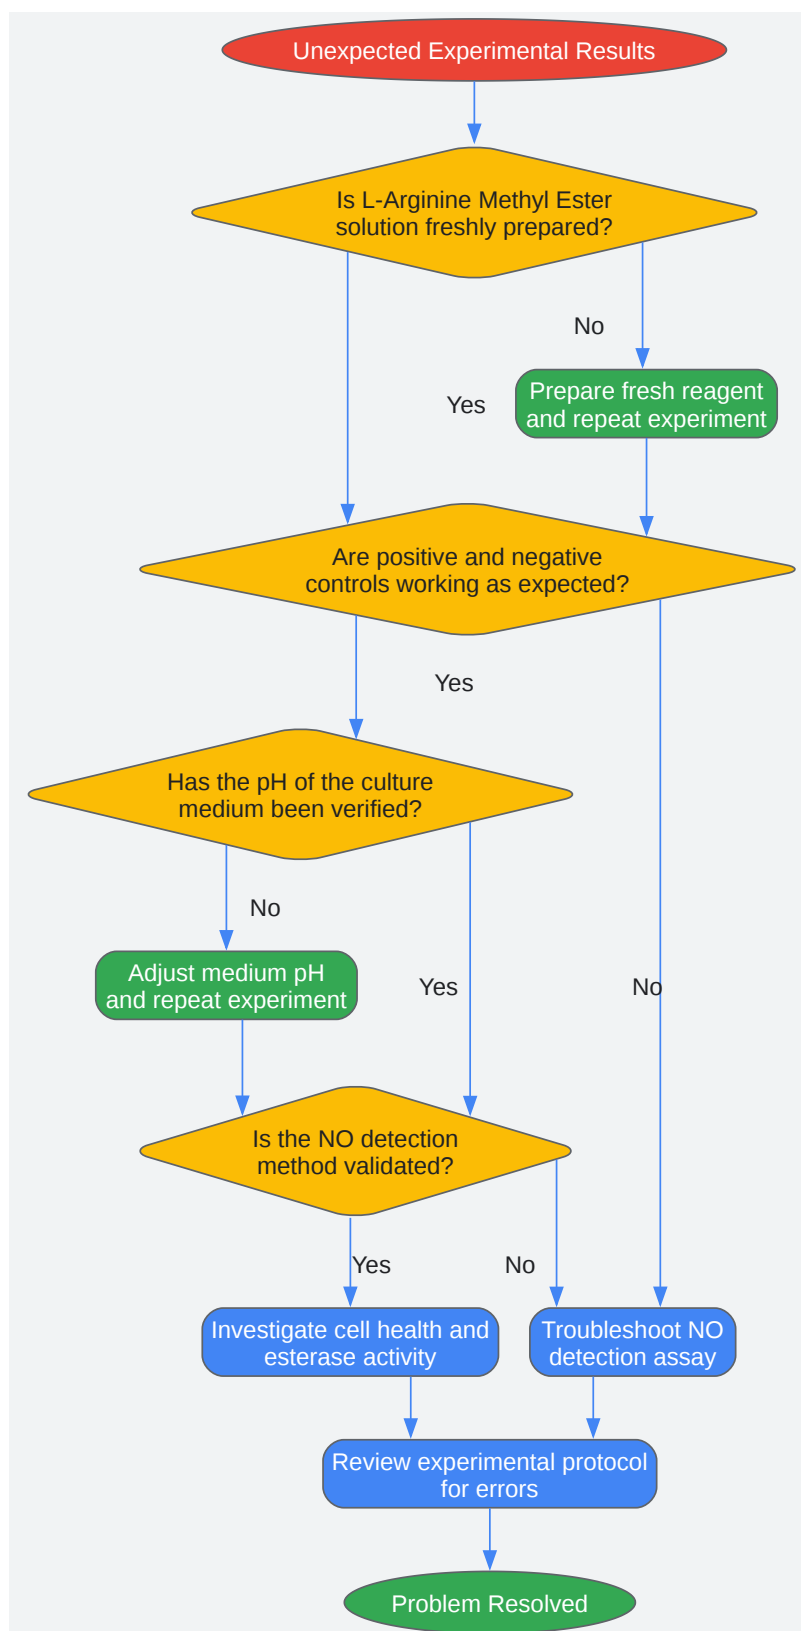 Unexpected Experimental Results
Is L-Arginine Methyl Ester
solution freshly prepared?
No
Yes
Prepare fresh reagent
and repeat experiment
Are positive and negative
controls working as expected?
Yes
Has the pH of the culture
medium been verified?
No
Adjust medium pH
and repeat experiment
Yes
No
Is the NO detection
method validated?
Yes
No
Investigate cell health and
esterase activity
Troubleshoot NO
detection assay
Review experimental protocol
for errors
Problem Resolved